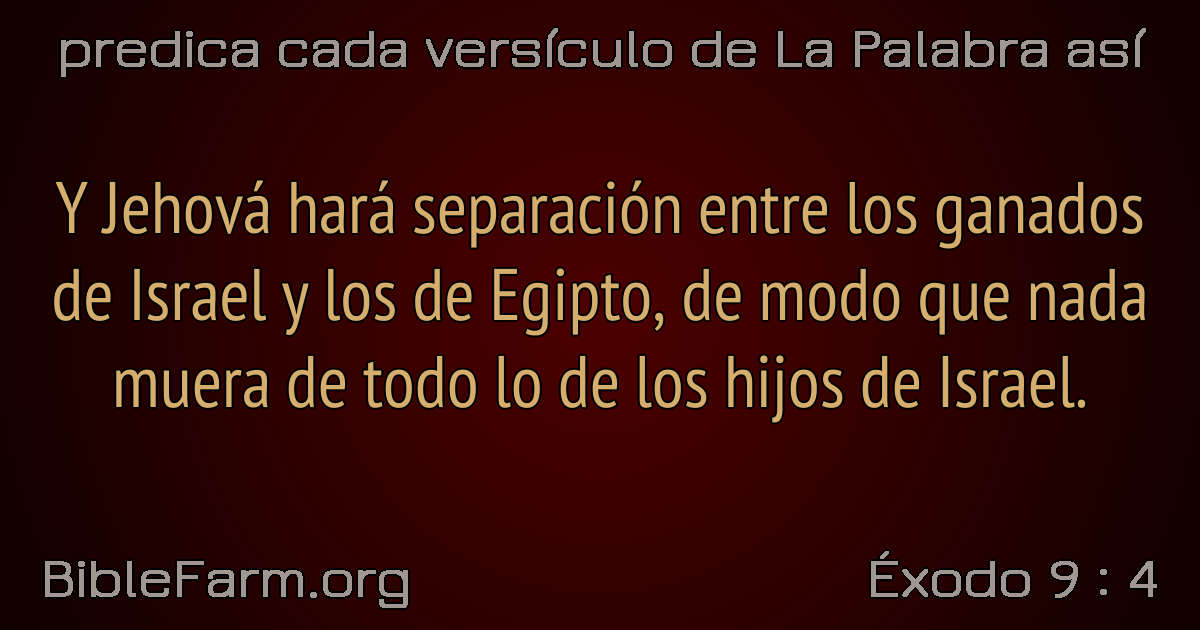 predica cada versículo de La Palabra así
Y Jehová hará separación entre los ganados
de Israel y los de Egipto, de modo que nada
muera de todo lo de los hijos de Israel.
BibleFarm.org
Éxodo 9 : 4